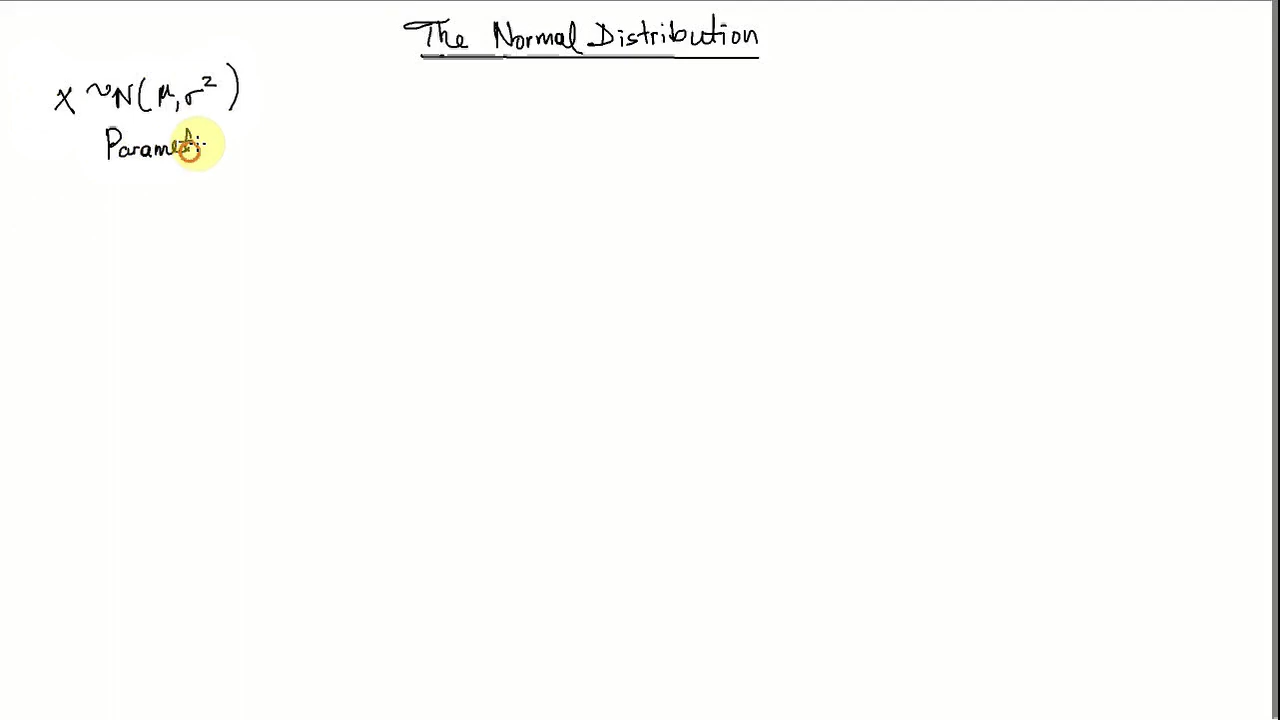 The Normal Distribution
X ~ N(μ, σ²)